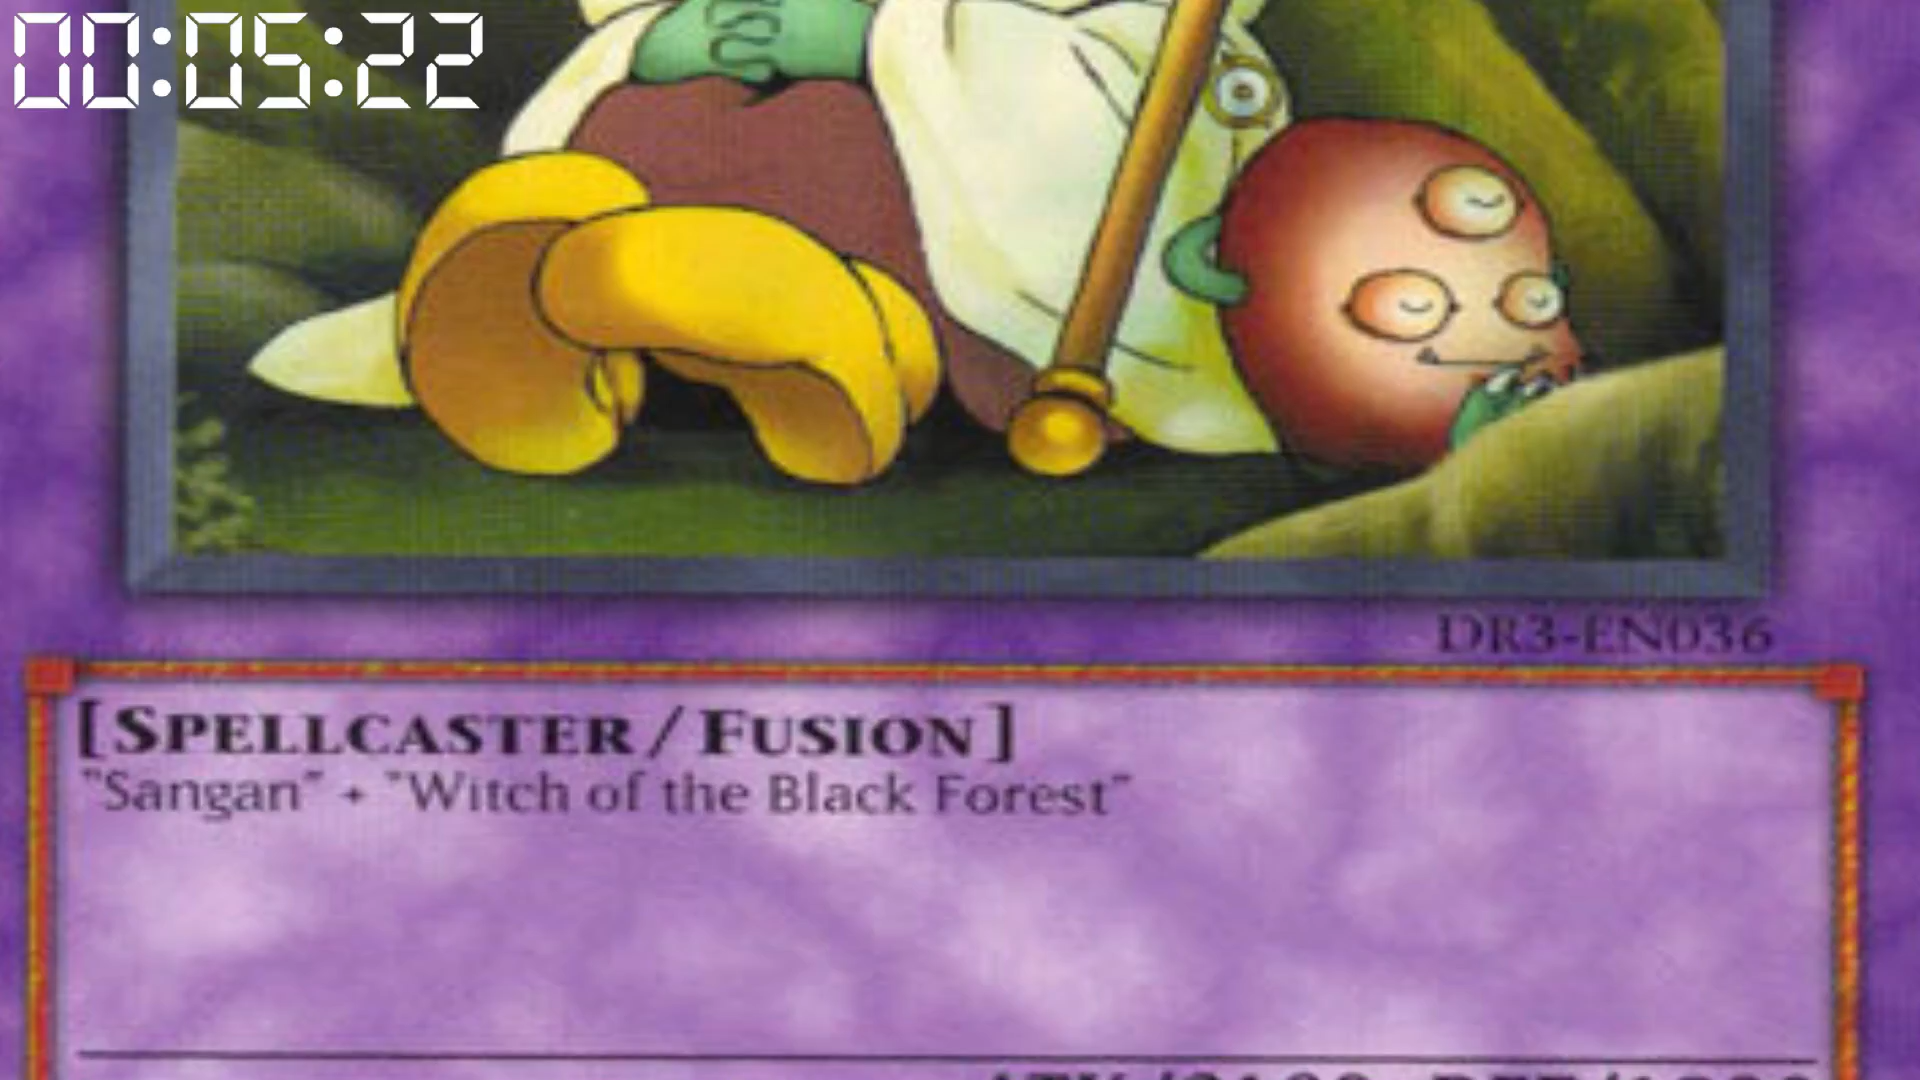 00:05:22
DR3-EN036
[SPELLCASTER/FUSION]
"Sangan" + "Witch of the Black Forest"